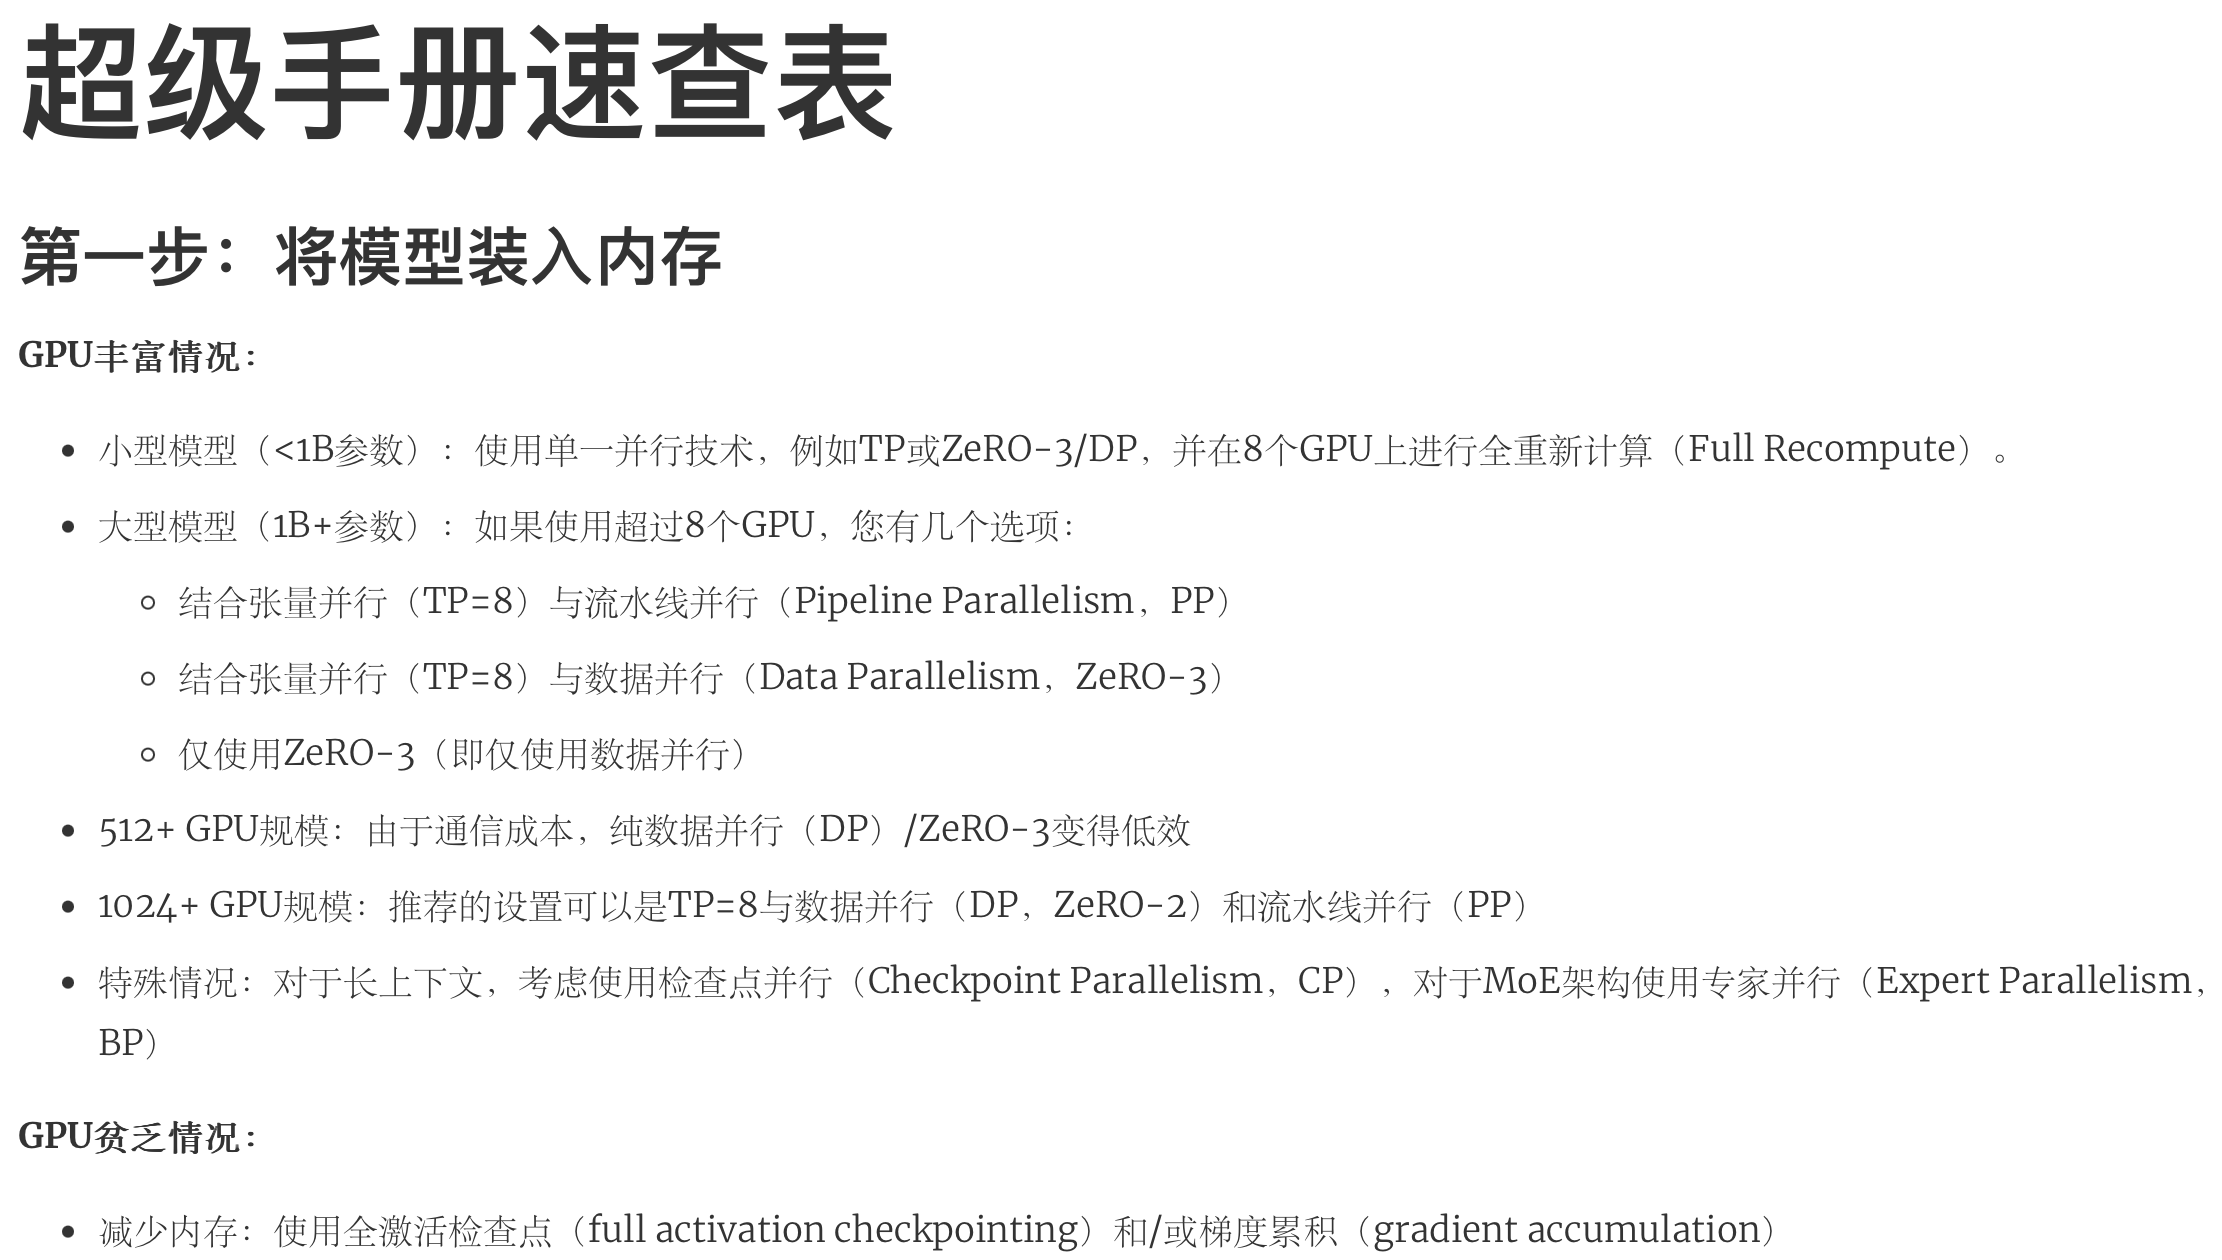 超级手册速查表
第一步：将模型装入内存
GPU丰富情况：
• 小型模型（<1B参数）：使用单一并行技术，例如TP或ZeRO-3/DP，并在8个GPU上进行全重新计算（Full Recompute）。
• 大型模型（1B+参数）：如果使用超过8个GPU，您有几个选项：
◦ 结合张量并行（TP=8）与流水线并行（Pipeline Parallelism，PP）
◦ 结合张量并行（TP=8）与数据并行（Data Parallelism，ZeRO-3）
◦ 仅使用ZeRO-3（即仅使用数据并行）
• 512+ GPU规模：由于通信成本，纯数据并行（DP）/ZeRO-3变得低效
• 1024+ GPU规模：推荐的设置可以是TP=8与数据并行（DP，ZeRO-2）和流水线并行（PP）
• 特殊情况：对于长上下文，考虑使用检查点并行（Checkpoint Parallelism，CP），对于MoE架构使用专家并行（Expert Parallelism，
BP）
GPU贫乏情况：
• 减少内存：使用全激活检查点（full activation checkpointing）和/或梯度累积（gradient accumulation）